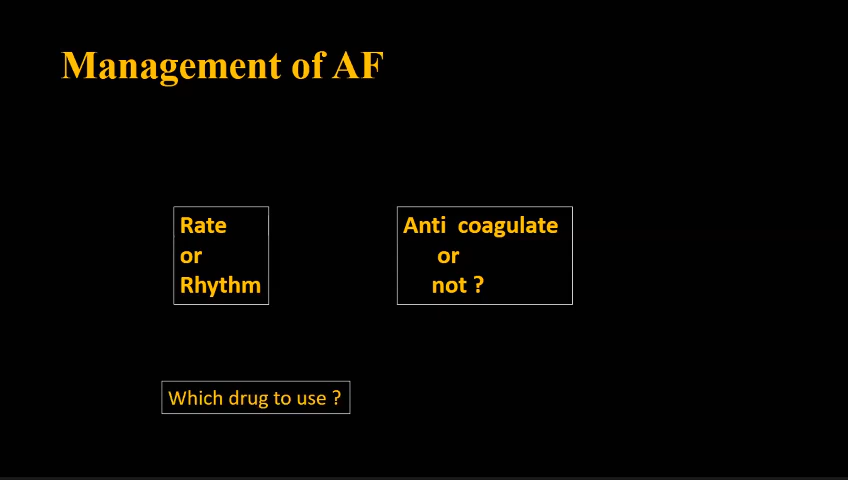 Management of AF
Rate
or
Rhythm
Anti coagulate
or
not ?
Which drug to use ?